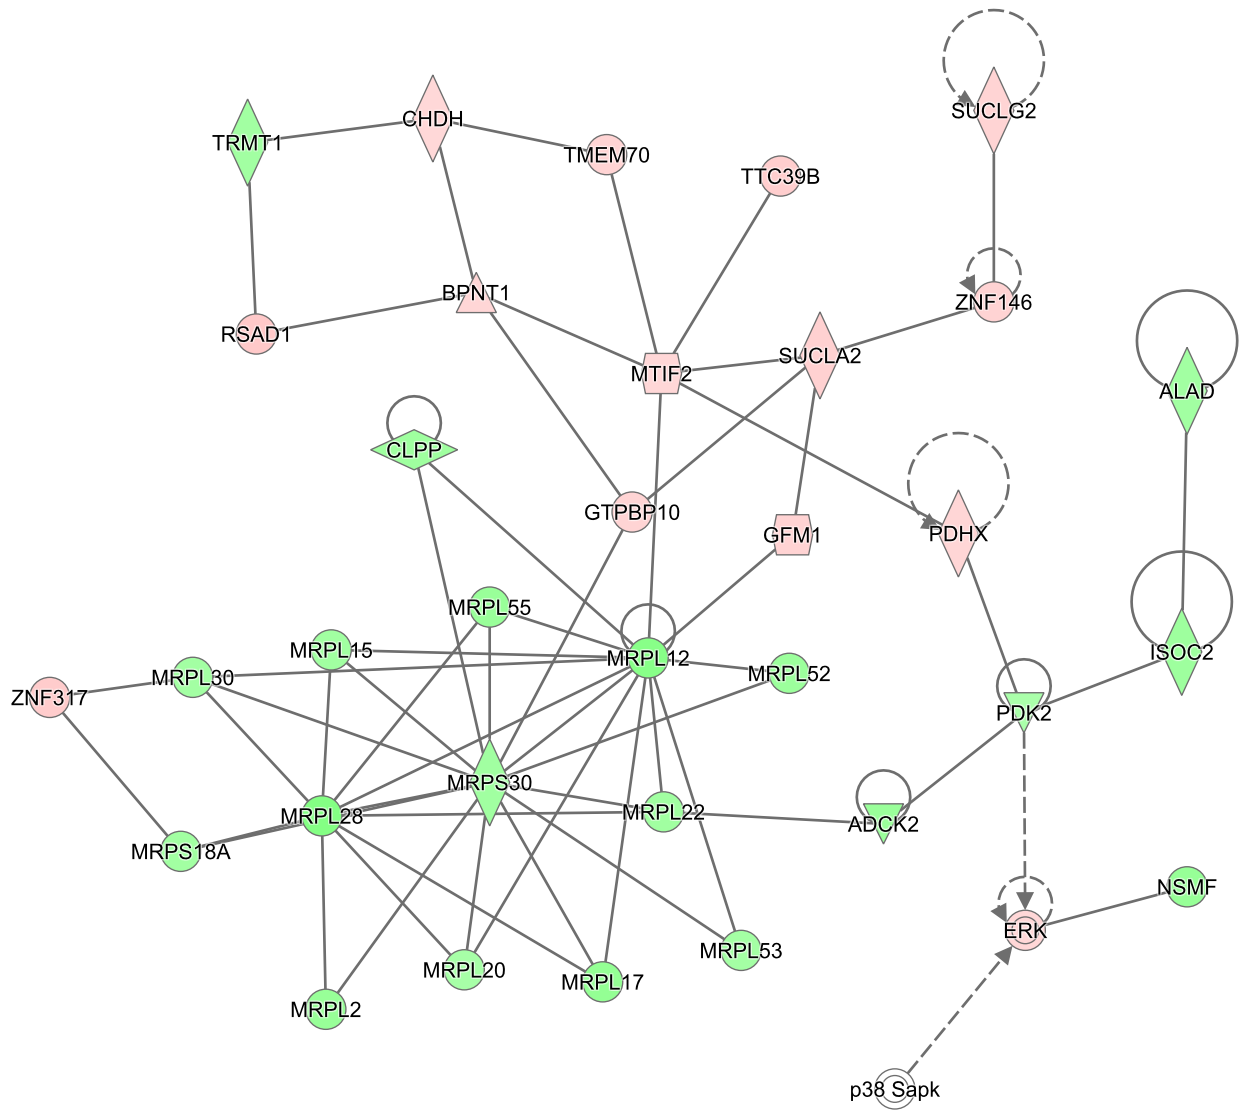 SUCLG2
CHDH
TRMT1
TMEM70
TTC39B
BPNT1
ZNF146
RSAD1
SUCLA2
MTIF2
ALAD
CLPP
GTPBP10
GFM1
PDHX
MRPL55
MRPL15
MRPL12
ISOC2
MRPL30
MRPL52
ZNF317
PDK2
MRPS30
MRPL28
MRPL22
ADCK2
MRPS18A
NSMF
ERK
MRPL53
MRPL20
MRPL17
MRPL2
p38 Sapk